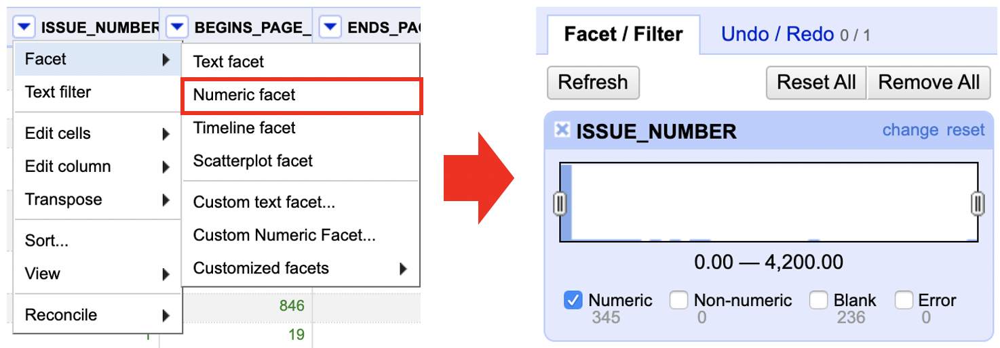 ISSUE_NUMBER BEGINS_PAGE_ ENDS_PA
Facet
Text filter
Edit cells
Edit column
Transpose
Sort...
View
Reconcile
Text facet
Numeric facet
Timeline facet
Scatterplot facet
Custom text facet...
Custom Numeric Facet...
Customized facets
846
19
Facet / Filter Undo / Redo 0 / 1
Refresh Reset All Remove All
ISSUE_NUMBER change reset
0.00 — 4,200.00
Numeric Non-numeric Blank Error
345 0 236 0